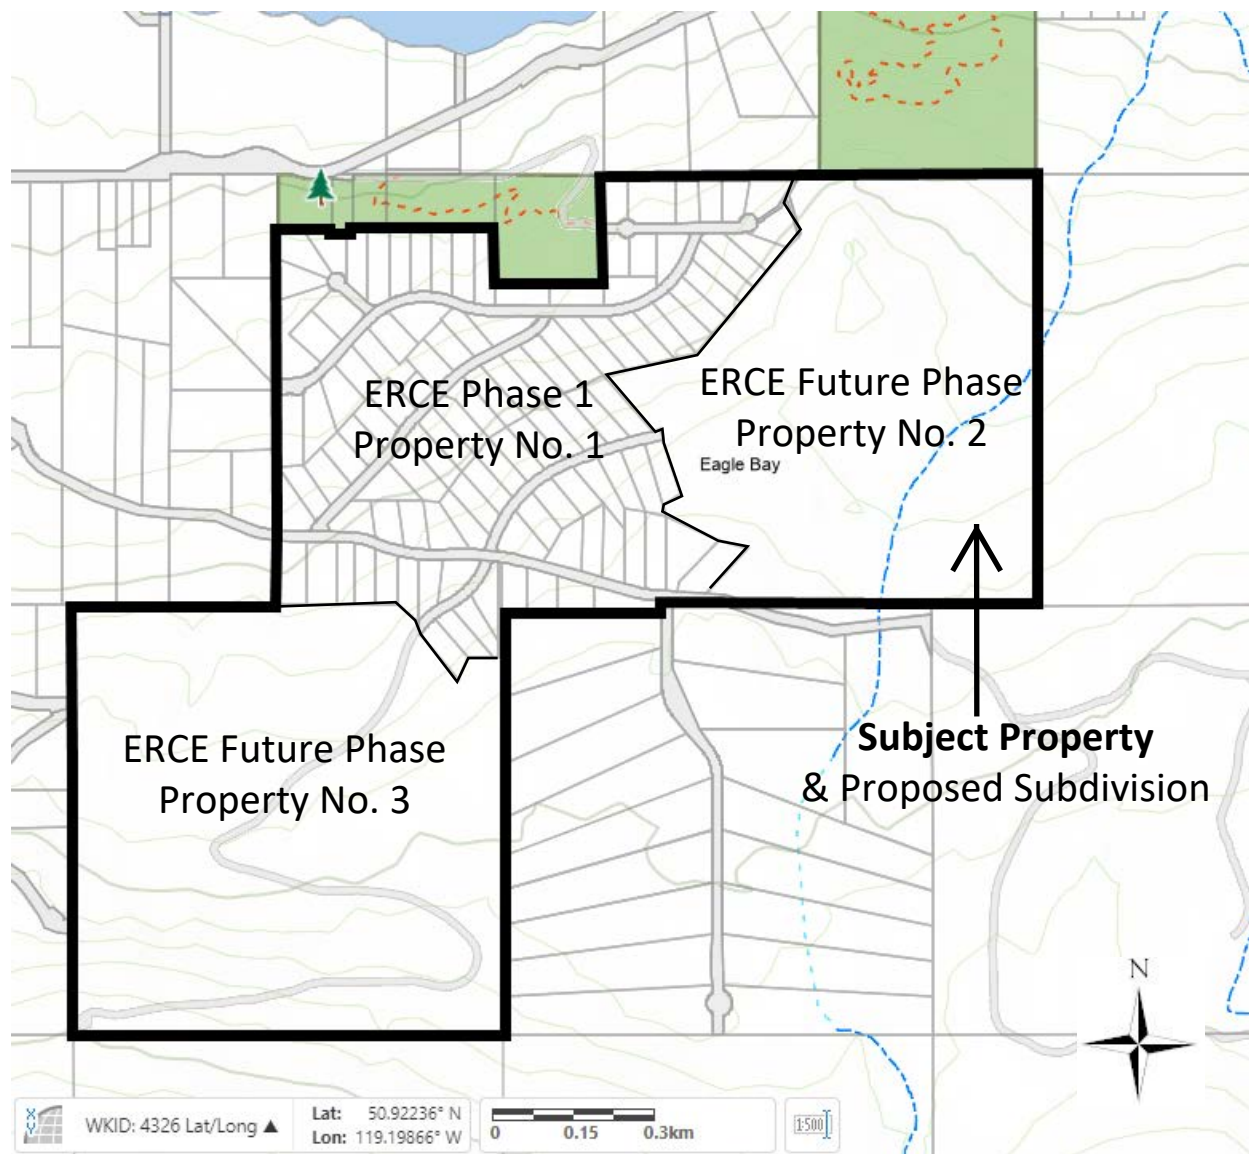 ERCE Phase 1
Property No. 1
ERCE Future Phase
Property No. 2
Eagle Bay
ERCE Future Phase
Property No. 3
Subject Property
& Proposed Subdivision
N
X
Y
WKID: 4326 Lat/Long ▲
Lat: 50.92236° N
Lon: 119.19866° W
0 0.15 0.3km
1:500